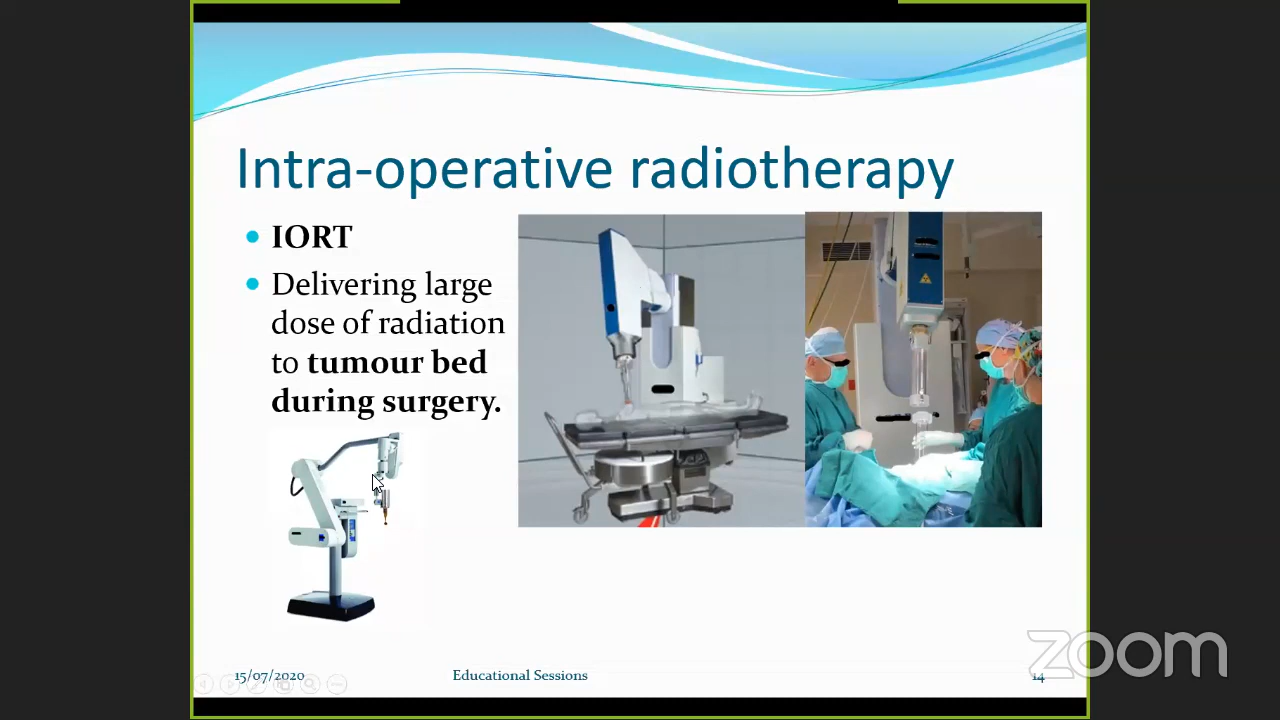 Intra-operative radiotherapy
IORT
Delivering large
dose of radiation
to tumour bed
during surgery.
15/07/2020
Educational Sessions
14
zoom